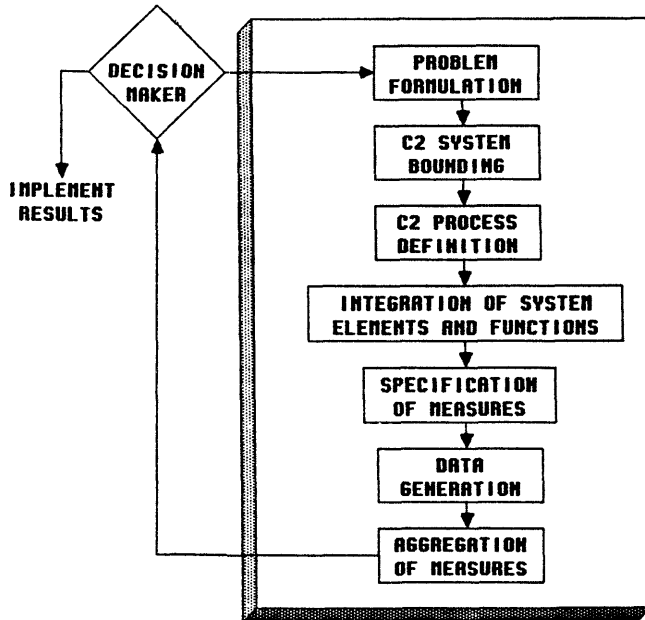 DECISION
MAKER
IMPLEMENT
RESULTS
PROBLEM
FORMULATION
C2 SYSTEM
BOUNDING
C2 PROCESS
DEFINITION
INTEGRATION OF SYSTEM
ELEMENTS AND FUNCTIONS
SPECIFICATION
OF MEASURES
DATA
GENERATION
AGGREGATION
OF MEASURES